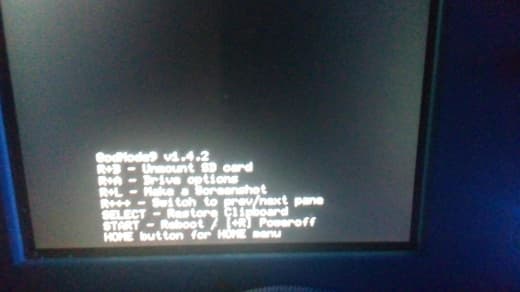 GodMode9 v1.4.2
R+B - Unmount SD card
R+A - Drive options
R+L - Make a Screenshot
R+←→ - Switch to prev/next pane
SELECT - Restore Clipboard
START - Reboot / [+R] Poweroff
HOME button for HOME menu